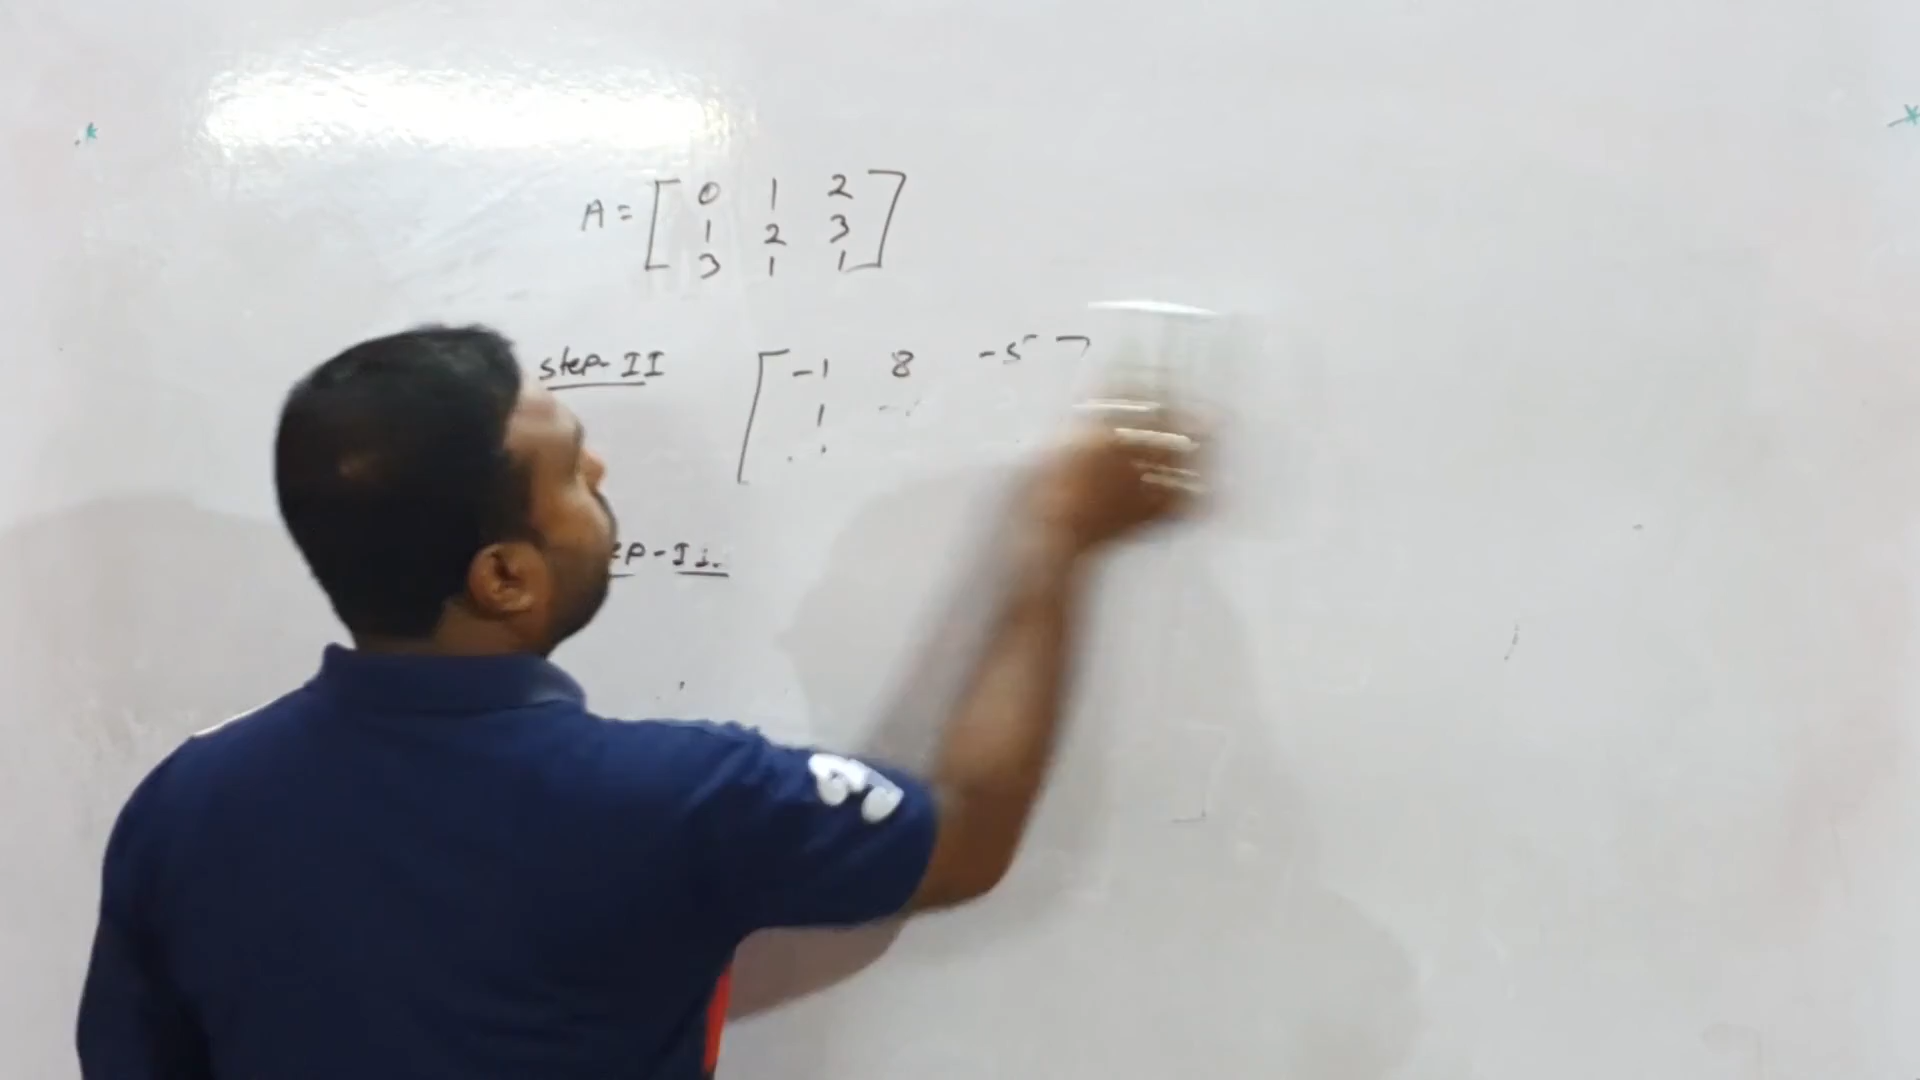 A = [ 0 1 2
1 2 3
3 1 1 ]
step-II [ -1 8 -5 ]
1
ep-II